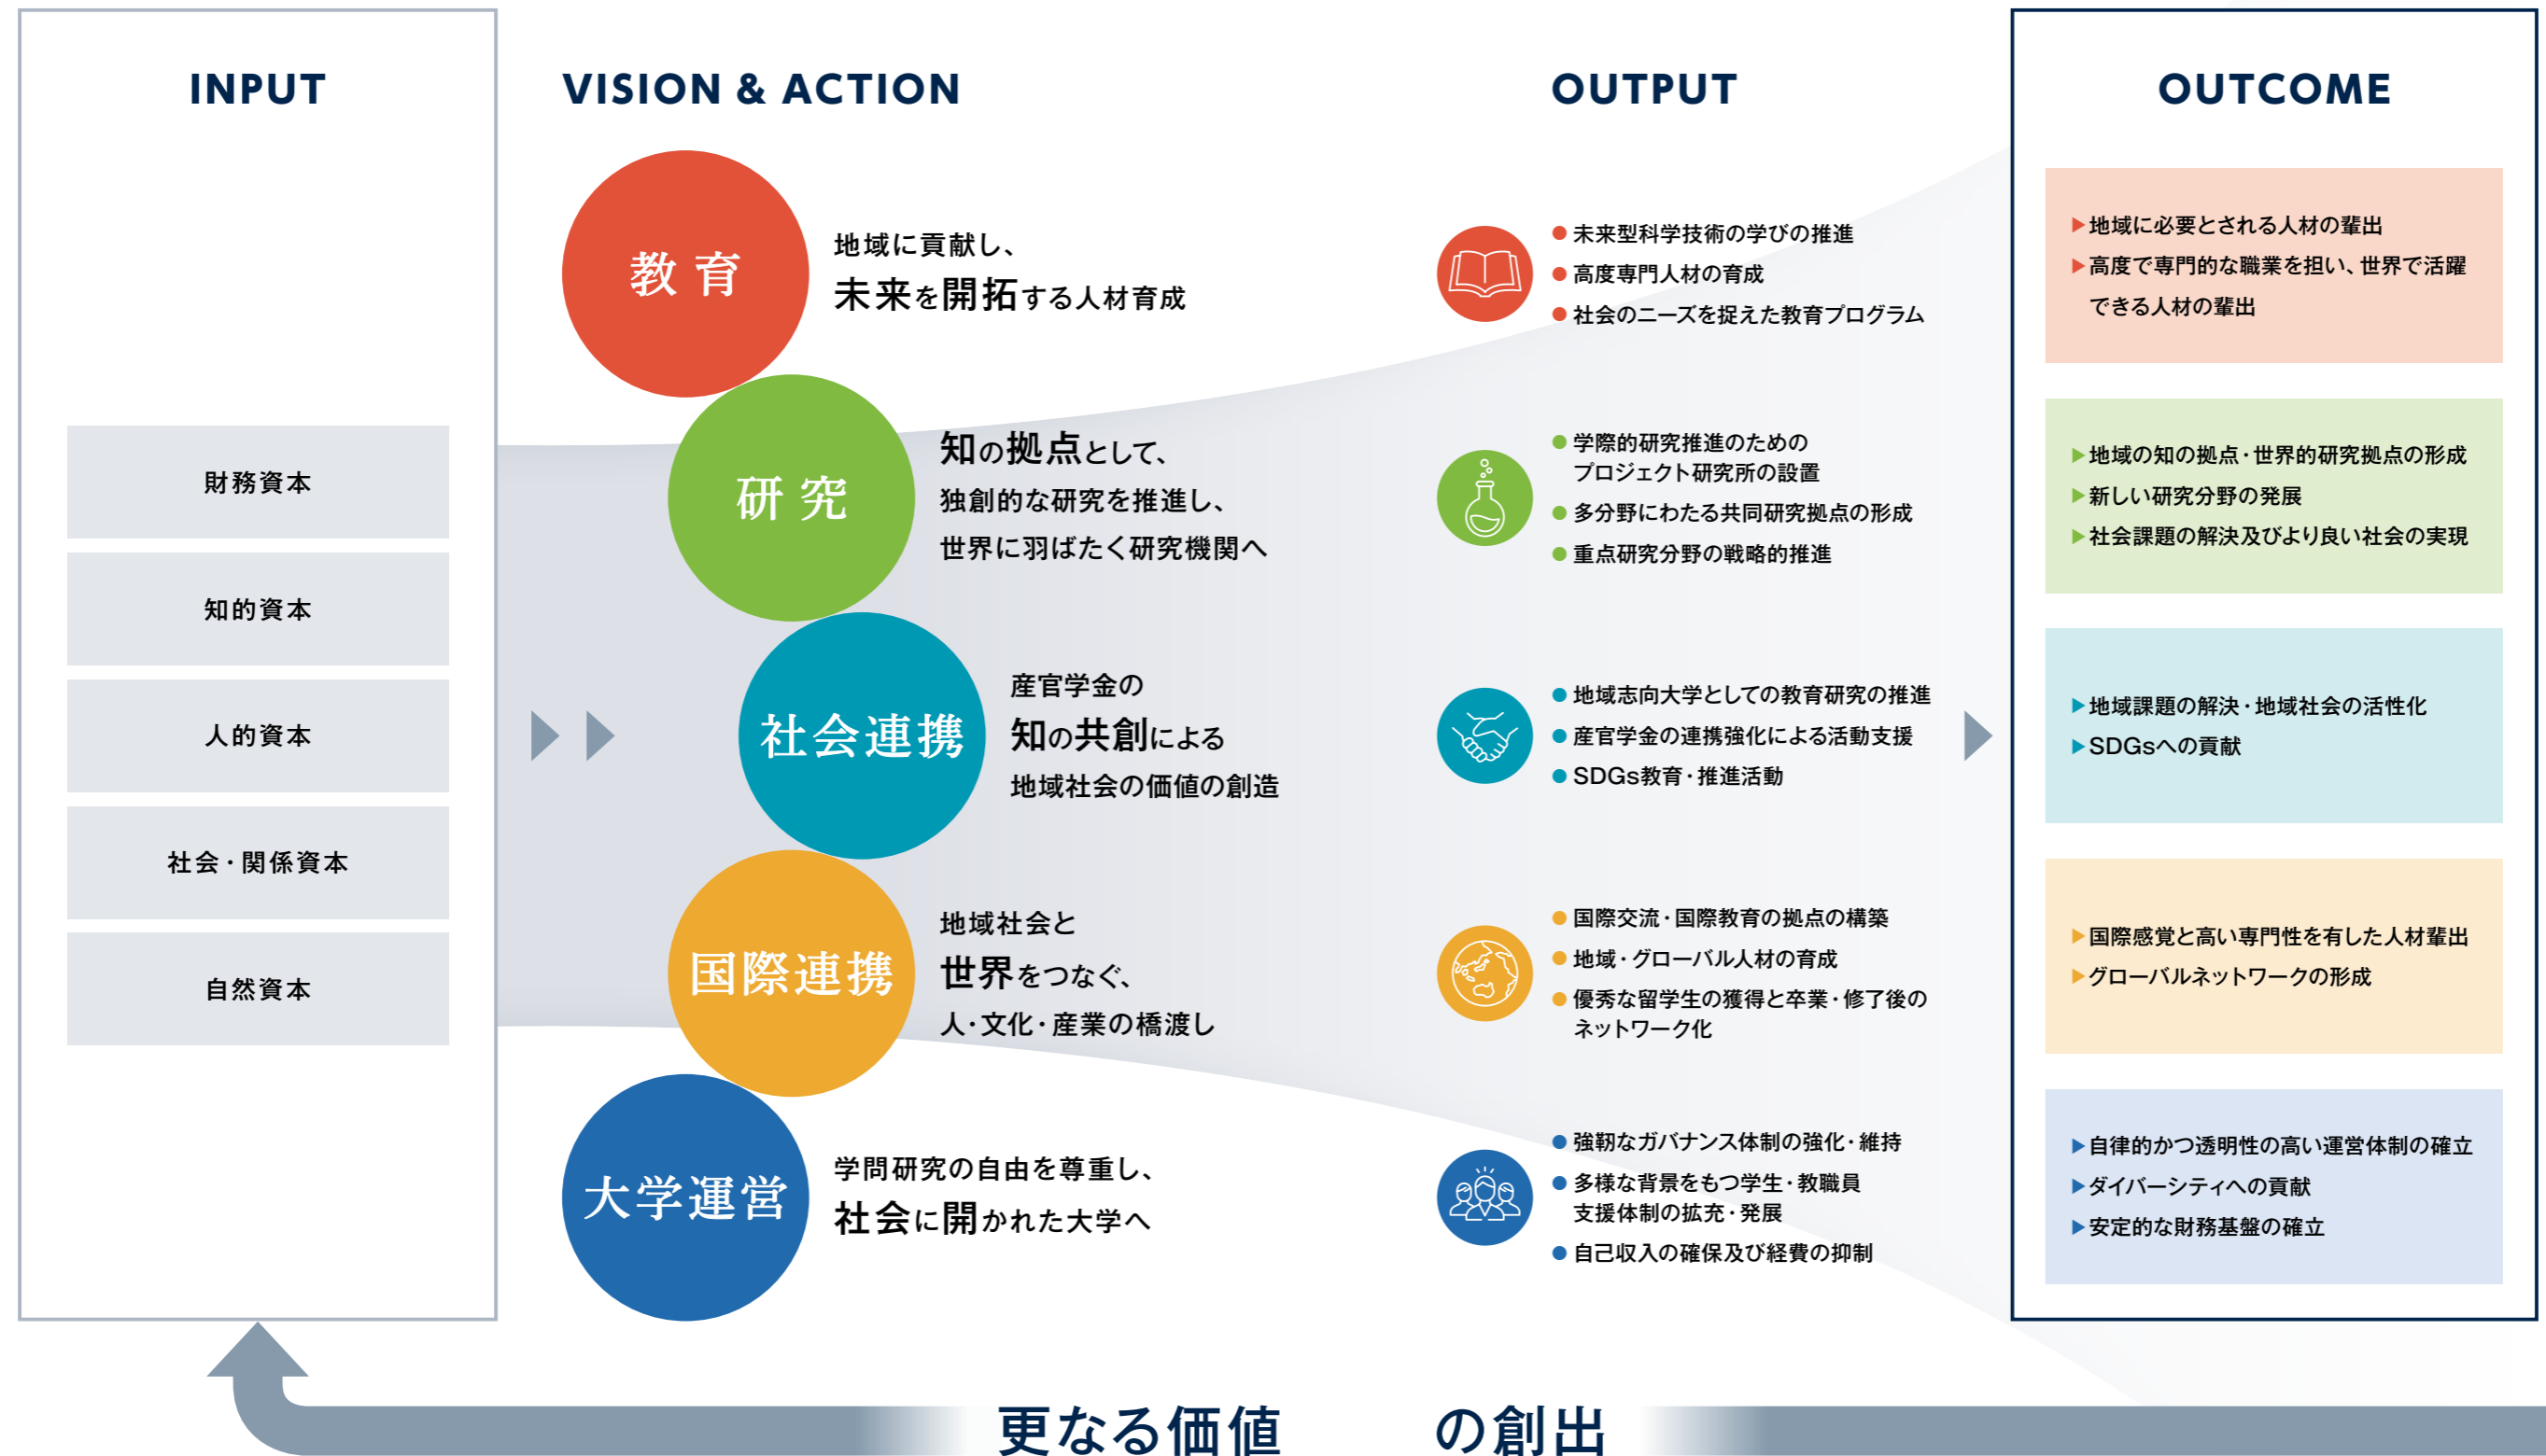 INPUT
財務資本
知的資本
人的資本
社会・関係資本
自然資本
VISION & ACTION
教育
地域に貢献し、
未来を開拓する人材育成
研究
知の拠点として、
独創的な研究を推進し、
世界に羽ばたく研究機関へ
社会連携
産官学金の
知の共創による
地域社会の価値の創造
国際連携
地域社会と
世界をつなぐ、
人・文化・産業の橋渡し
大学運営
学問研究の自由を尊重し、
社会に開かれた大学へ
OUTPUT
● 未来型科学技術の学びの推進
● 高度専門人材の育成
● 社会のニーズを捉えた教育プログラム
● 学際的研究推進のための
プロジェクト研究所の設置
● 多分野にわたる共同研究拠点の形成
● 重点研究分野の戦略的推進
● 地域志向大学としての教育研究の推進
● 産官学金の連携強化による活動支援
● SDGs教育・推進活動
● 国際交流・国際教育の拠点の構築
● 地域・グローバル人材の育成
● 優秀な留学生の獲得と卒業・修了後の
ネットワーク化
● 強靭なガバナンス体制の強化・維持
● 多様な背景をもつ学生・教職員
支援体制の拡充・発展
● 自己収入の確保及び経費の抑制
OUTCOME
▶地域に必要とされる人材の輩出
▶高度で専門的な職業を担い、世界で活躍
できる人材の輩出
▶地域の知の拠点・世界的研究拠点の形成
▶新しい研究分野の発展
▶社会課題の解決及びより良い社会の実現
▶地域課題の解決・地域社会の活性化
▶SDGsへの貢献
▶国際感覚と高い専門性を有した人材輩出
▶グローバルネットワークの形成
▶自律的かつ透明性の高い運営体制の確立
▶ダイバーシティへの貢献
▶安定的な財務基盤の確立
更なる価値 の創出